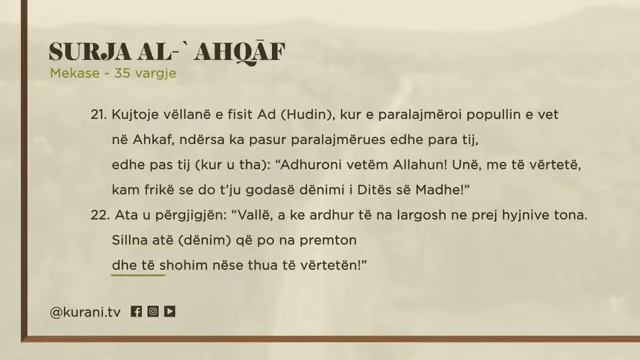 SURJA AL-`AHQĀF
Mekase - 35 vargje
21. Kujtoje vëllanë e fisit Ad (Hudin), kur e paralajmëroi popullin e vet
në Ahkaf, ndërsa ka pasur paralajmërues edhe para tij,
edhe pas tij (kur u tha): “Adhuroni vetëm Allahun! Unë, me të vërtetë,
kam frikë se do t’ju godasë dënimi i Ditës së Madhe!”
22. Ata u përgjigjën: “Vallë, a ke ardhur të na largosh ne prej hyjnive tona.
Sillna atë (dënim) që po na premton
dhe të shohim nëse thua të vërtetën!”
@kurani.tv